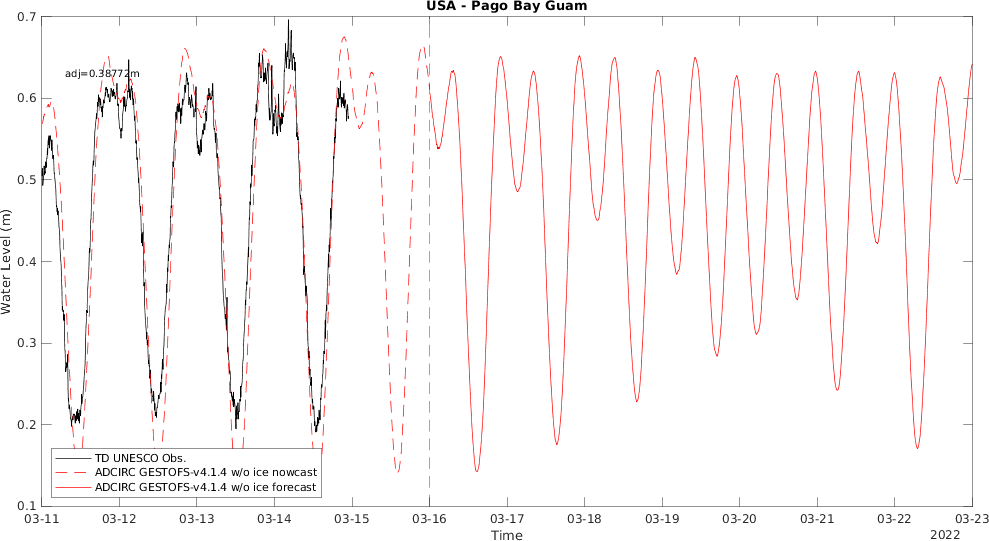 USA - Pago Bay Guam
0.7
0.6
0.5
0.4
0.3
0.2
0.1
Water Level (m)
adj=0.38772m
TD UNESCO Obs.
ADCIRC GESTOFS-v4.1.4 w/o ice nowcast
ADCIRC GESTOFS-v4.1.4 w/o ice forecast
03-11 03-12 03-13 03-14 03-15 03-16 03-17 03-18 03-19 03-20 03-21 03-22 03-23
Time
2022